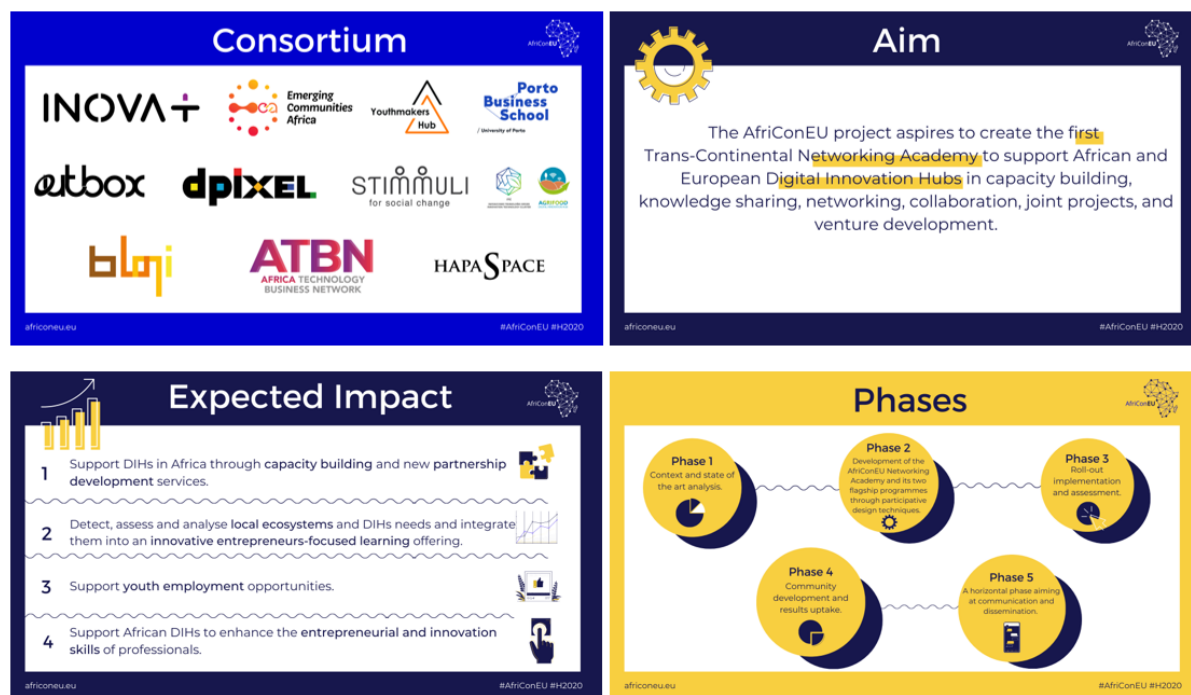 Consortium
AfriConEU
INOVA+
eca
Emerging
Communities
Africa
Youthmakers
Hub
Porto
Business
School
/ University of Porto
outbox
dpixel
STIMMULI
for social change
AGRIFOOD
bloji
ATBN
AFRICA TECHNOLOGY
BUSINESS NETWORK
HAPASPACE
africoneu.eu
#AfriConEU #H2020
Aim
AfriConEU
The AfriConEU project aspires to create the first
Trans-Continental Networking Academy to support African and
European Digital Innovation Hubs in capacity building,
knowledge sharing, networking, collaboration, joint projects, and
venture development.
africoneu.eu
#AfriConEU #H2020
Expected Impact
AfriConEU
1 Support DIHs in Africa through capacity building and new partnership
development services.
2 Detect, assess and analyse local ecosystems and DIHs needs and integrate
them into an innovative entrepreneurs-focused learning offering.
3 Support youth employment opportunities.
4 Support African DIHs to enhance the entrepreneurial and innovation
skills of professionals.
africoneu.eu
#AfriConEU #H2020
Phases
AfriConEU
Phase 1
Context and state of
the art analysis.
Phase 2
Development of the
AfriConEU Networking
Academy and its two
flagship programmes
through participative
design techniques.
Phase 3
Roll-out
implementation
and assessment.
Phase 4
Community
development and
results uptake.
Phase 5
A horizontal phase aiming
at communication and
dissemination.
africoneu.eu
#AfriConEU #H2020